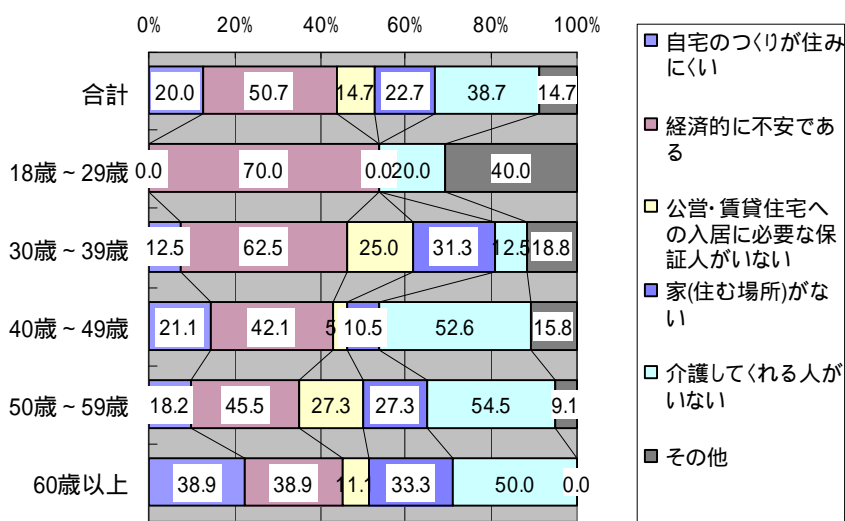 0% 20% 40% 60% 80% 100%
合計 20.0 50.7 14.7 22.7 38.7 14.7
18歳~29歳 0.0 70.0 0.0 20.0 40.0
30歳~39歳 12.5 62.5 25.0 31.3 12.5 18.8
40歳~49歳 21.1 42.1 5 10.5 52.6 15.8
50歳~59歳 18.2 45.5 27.3 27.3 54.5 9.1
60歳以上 38.9 38.9 11.1 33.3 50.0 0.0
自宅のつくりが住み
にくい
経済的に不安であ
る
公営・賃貸住宅へ
の入居に必要な保
証人がいない
家(住む場所)がな
い
介護してくれる人が
いない
その他